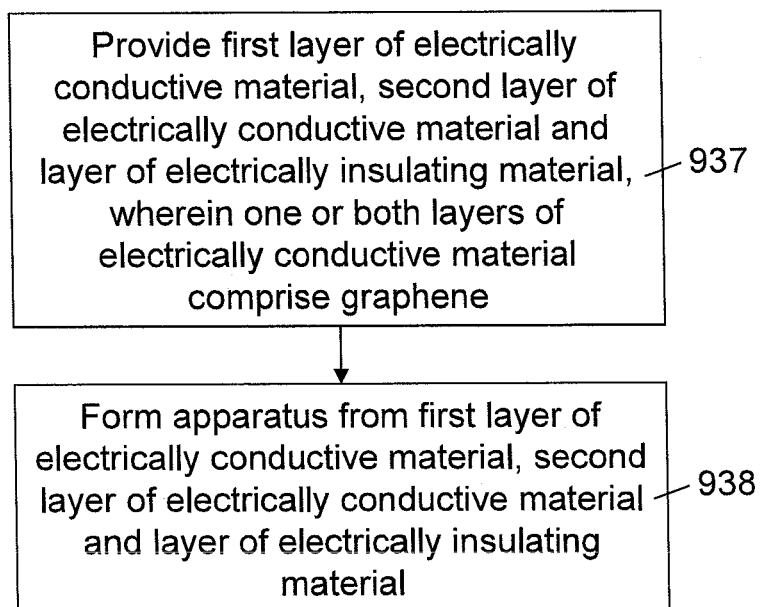 Provide first layer of electrically
conductive material, second layer of
electrically conductive material and
layer of electrically insulating material,
wherein one or both layers of
electrically conductive material
comprise graphene
937
Form apparatus from first layer of
electrically conductive material, second
layer of electrically conductive material
and layer of electrically insulating
material
938